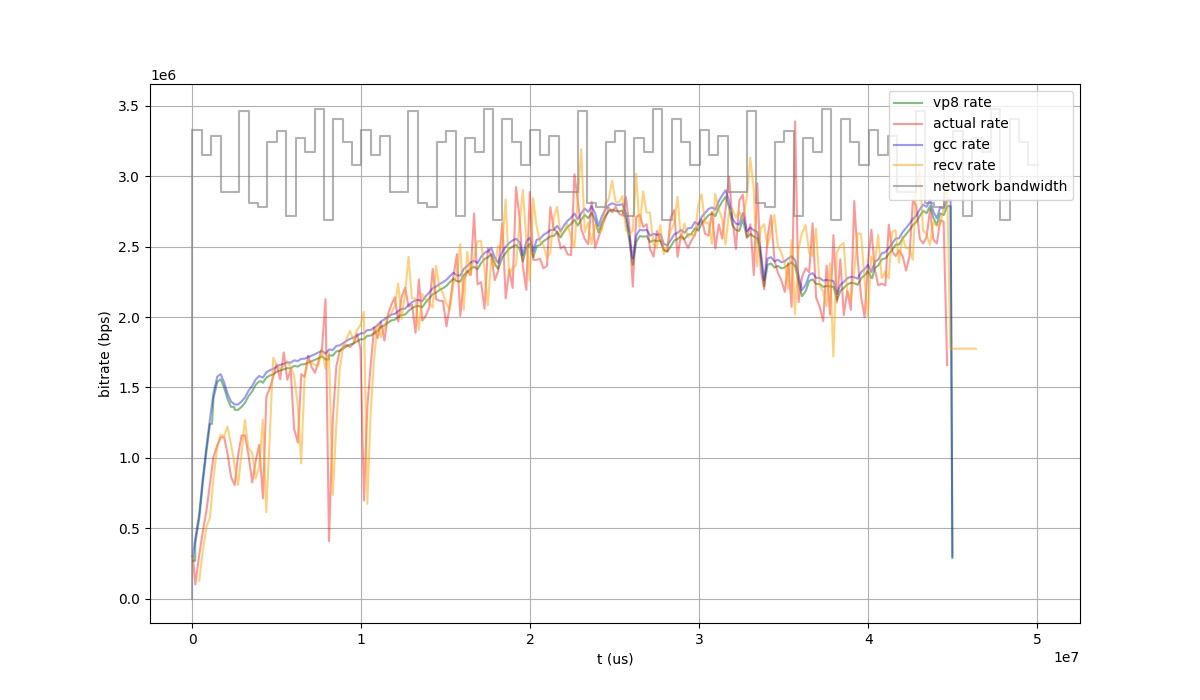 1e6
3.5
3.0
2.5
2.0
1.5
1.0
0.5
0.0
bitrate (bps)
vp8 rate
actual rate
gcc rate
recv rate
network bandwidth
0 1 2 3 4 5
t (us)
1e7